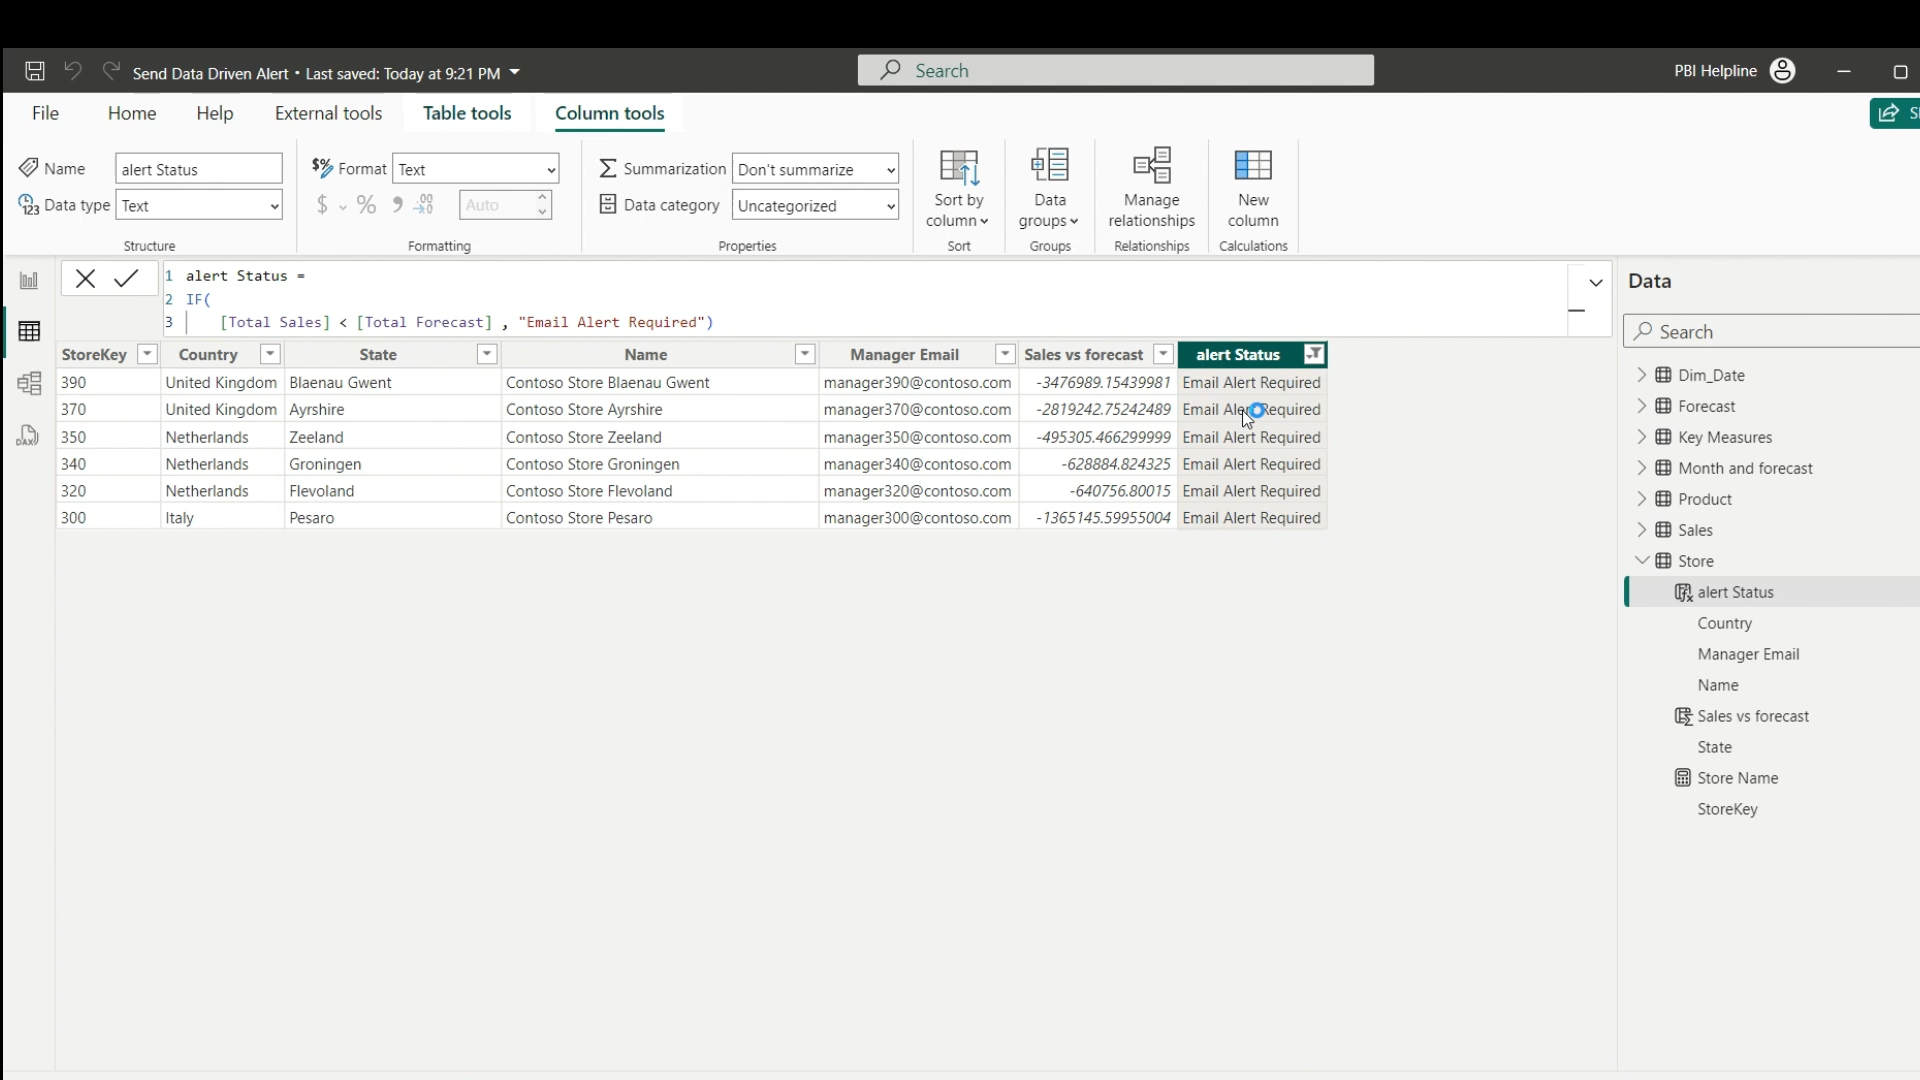 Send Data Driven Alert • Last saved: Today at 9:21 PM
Search
PBI Helpline
File Home Help External tools Table tools Column tools
Name alert Status
Data type Text
Structure
$% Format Text
$ % 9 .00 Auto
Formatting
Summarization Don't summarize
Data category Uncategorized
Properties
Sort by
column
Sort
Data
groups
Groups
Manage
relationships
Relationships
New
column
Calculations
1 alert Status =
2 IF(
3 [Total Sales] < [Total Forecast] , "Email Alert Required")
StoreKey Country State Name Manager Email Sales vs forecast alert Status
390 United Kingdom Blaenau Gwent Contoso Store Blaenau Gwent manager390@contoso.com -3476989.15439981 Email Alert Required
370 United Kingdom Ayrshire Contoso Store Ayrshire manager370@contoso.com -2819242.75242489 Email Alert Required
350 Netherlands Zeeland Contoso Store Zeeland manager350@contoso.com -495305.466299999 Email Alert Required
340 Netherlands Groningen Contoso Store Groningen manager340@contoso.com -628884.824325 Email Alert Required
320 Netherlands Flevoland Contoso Store Flevoland manager320@contoso.com -640756.80015 Email Alert Required
300 Italy Pesaro Contoso Store Pesaro manager300@contoso.com -1365145.59955004 Email Alert Required
Data
Search
Dim_Date
Forecast
Key Measures
Month and forecast
Product
Sales
Store
alert Status
Country
Manager Email
Name
Sales vs forecast
State
Store Name
StoreKey